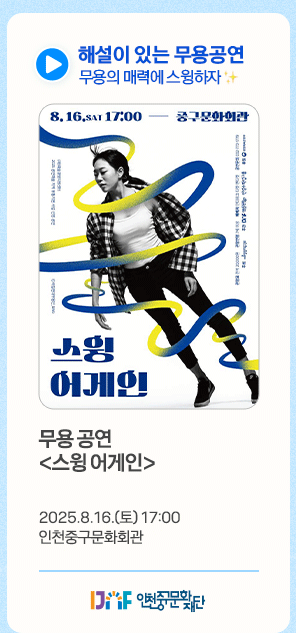 해설이 있는 무용공연
무용의 매력에 스윙하자 ✨
8.16.SAT 17:00 — 중구문화회관
스윙
어게인
무용 공연
<스윙 어게인>
2025.8.16.(토) 17:00
인천중구문화회관
인천중구문화
재단